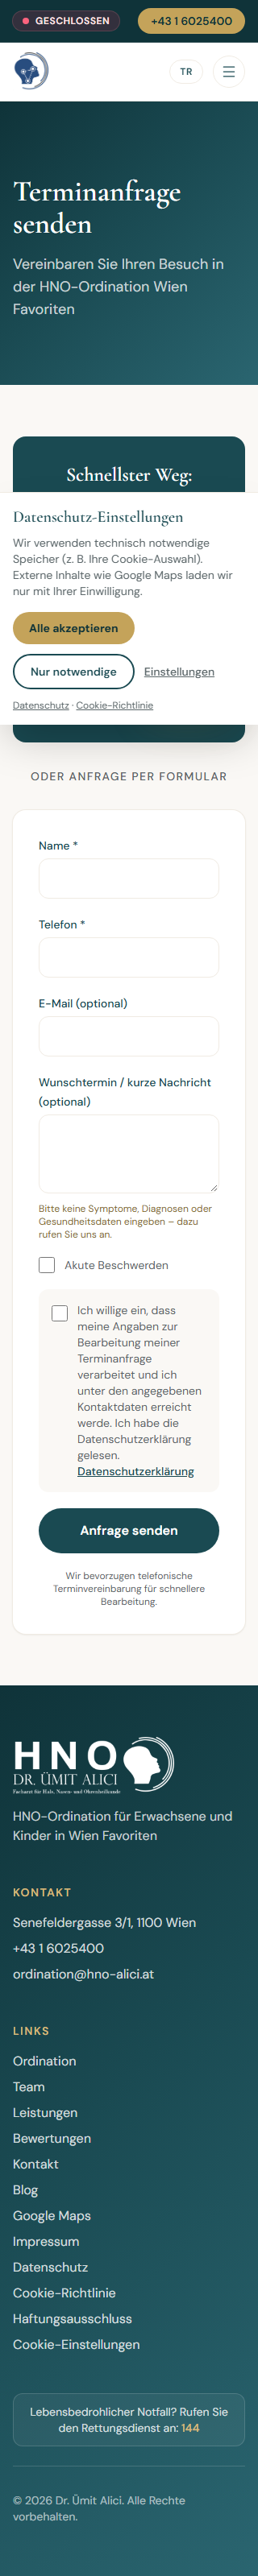 GESCHLOSSEN
+43 1 6025400
TR
Terminanfrage
senden
Vereinbaren Sie Ihren Besuch in
der HNO-Ordination Wien
Favoriten
Schnellster Weg:
Datenschutz-Einstellungen
Wir verwenden technisch notwendige
Speicher (z. B. Ihre Cookie-Auswahl).
Externe Inhalte wie Google Maps laden wir
nur mit Ihrer Einwilligung.
Alle akzeptieren
Nur notwendige
Einstellungen
Datenschutz · Cookie-Richtlinie
ODER ANFRAGE PER FORMULAR
Name *
Telefon *
E-Mail (optional)
Wunschtermin / kurze Nachricht
(optional)
Bitte keine Symptome, Diagnosen oder
Gesundheitsdaten eingeben – dazu
rufen Sie uns an.
Akute Beschwerden
Ich willige ein, dass
meine Angaben zur
Bearbeitung meiner
Terminanfrage
verarbeitet und ich
unter den angegebenen
Kontaktdaten erreicht
werde. Ich habe die
Datenschutzerklärung
gelesen.
Datenschutzerklärung
Anfrage senden
Wir bevorzugen telefonische
Terminvereinbarung für schnellere
Bearbeitung.
HNO
DR. ÜMIT ALICI
Facharzt für Hals, Nasen- und Ohrenheilkunde
HNO-Ordination für Erwachsene und
Kinder in Wien Favoriten
KONTAKT
Senefeldergasse 3/1, 1100 Wien
+43 1 6025400
ordination@hno-alici.at
LINKS
Ordination
Team
Leistungen
Bewertungen
Kontakt
Blog
Google Maps
Impressum
Datenschutz
Cookie-Richtlinie
Haftungsausschluss
Cookie-Einstellungen
Lebensbedrohlicher Notfall? Rufen Sie
den Rettungsdienst an: 144
© 2026 Dr. Ümit Alici. Alle Rechte
vorbehalten.